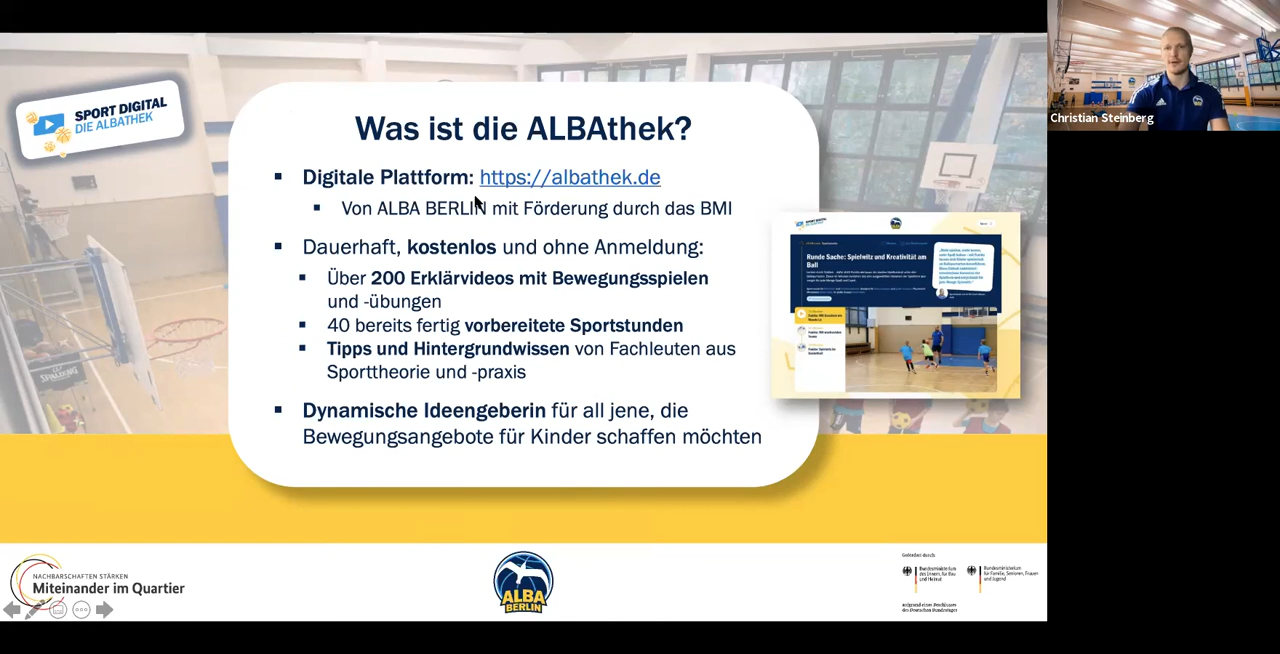 SPORT DIGITAL
DIE ALBATHEK
Was ist die ALBAthek?
Digitale Plattform: https://albathek.de
Von ALBA BERLIN mit Förderung durch das BMI
Dauerhaft, kostenlos und ohne Anmeldung:
Über 200 Erklärvideos mit Bewegungsspielen
und -übungen
40 bereits fertig vorbereitete Sportstunden
Tipps und Hintergrundwissen von Fachleuten aus
Sporttheorie und -praxis
Dynamische Ideengeberin für all jene, die
Bewegungsangebote für Kinder schaffen möchten
Runde Sache: Spielwitz und Kreativität am
Ball
SPALDING
Christian Steinberg
NACHBARSCHAFTEN STÄRKEN
Miteinander im Quartier
ALBA
BERLIN
Gefördert durch:
Bundesministerium
des Innern, für Bau
und Heimat
Bundesministerium
für Familie, Senioren, Frauen
und Jugend
aufgrund eines Beschlusses
des Deutschen Bundestages